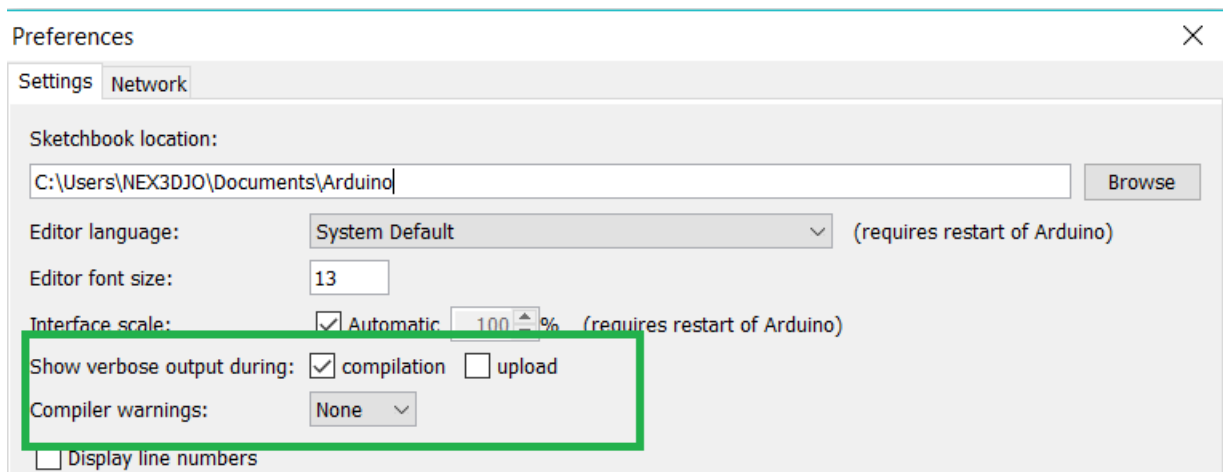 Preferences
Settings Network
Sketchbook location:
C:\Users\NEX3DJO\Documents\Arduino Browse
Editor language: System Default (requires restart of Arduino)
Editor font size: 13
Interface scale: Automatic 100 % (requires restart of Arduino)
Show verbose output during: compilation upload
Compiler warnings: None
Display line numbers